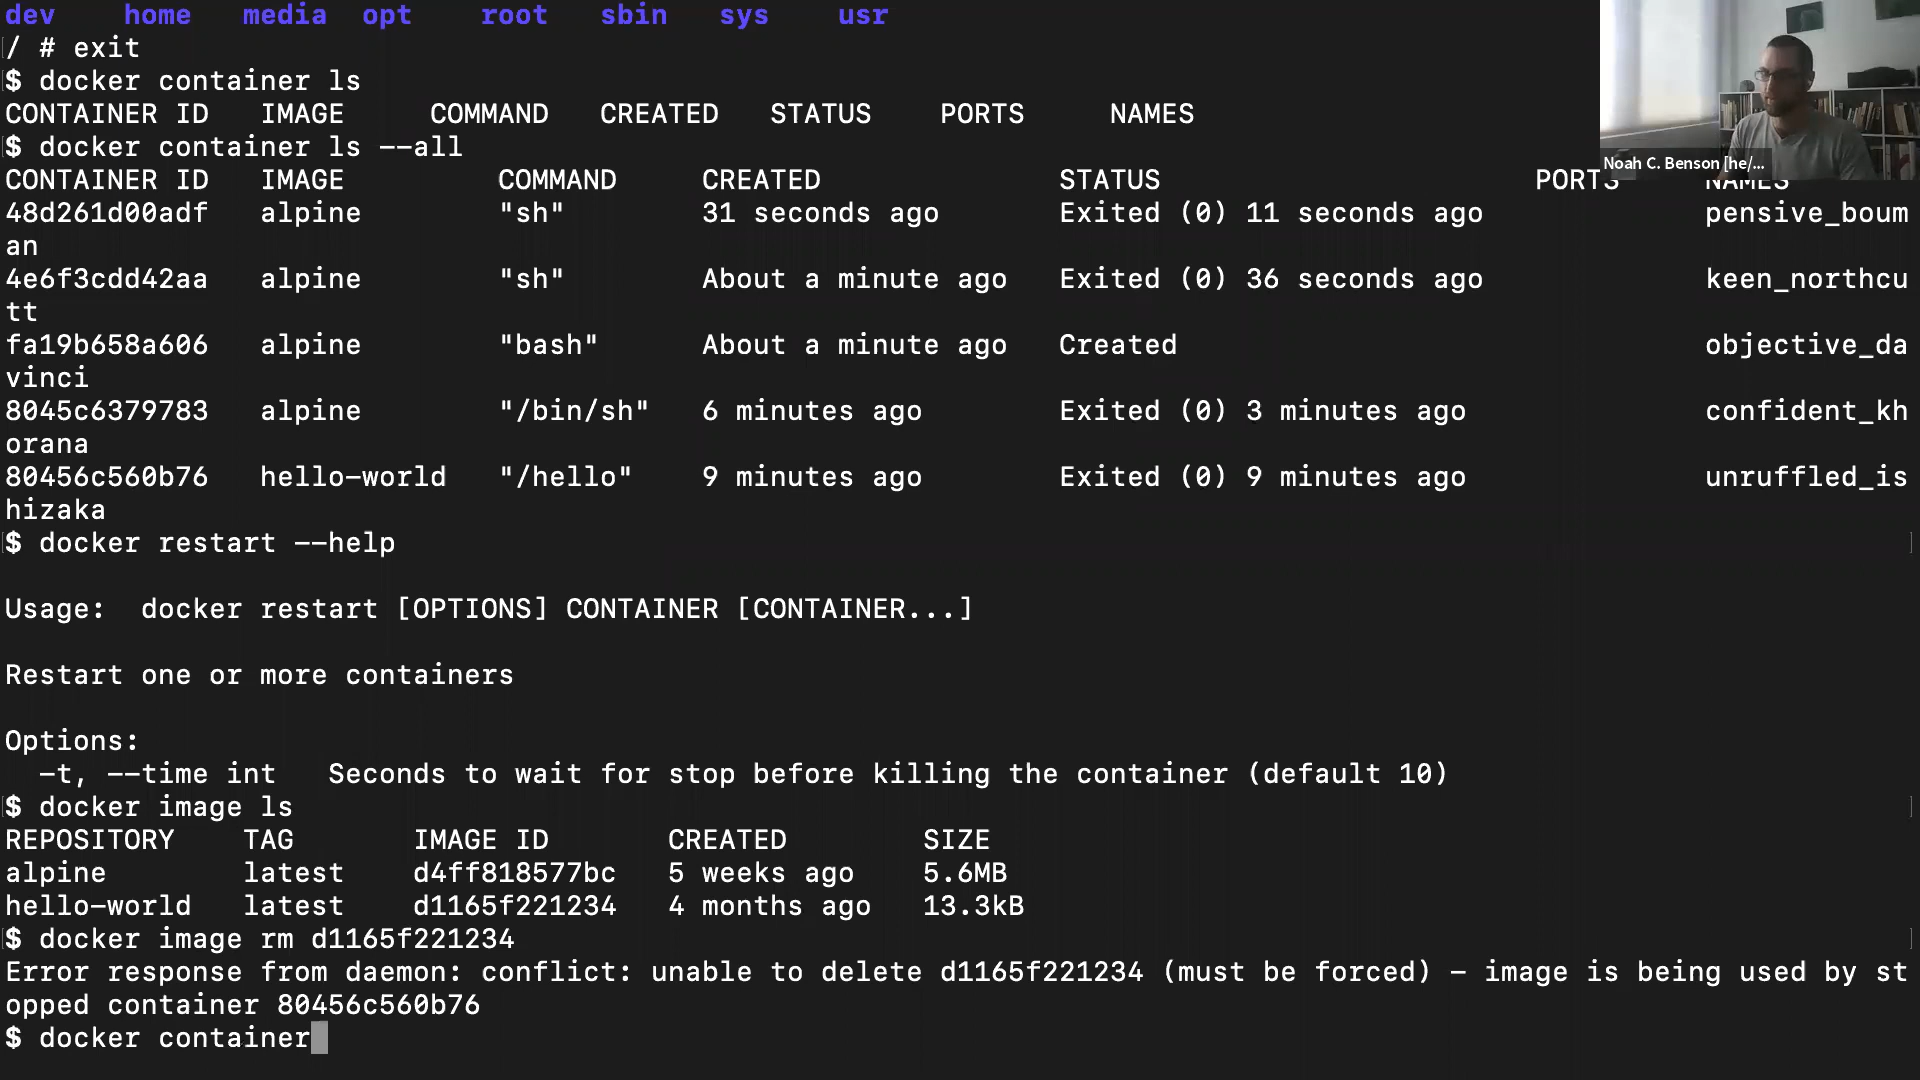 dev home media opt root sbin sys usr
/ # exit
$ docker container ls
CONTAINER ID IMAGE COMMAND CREATED STATUS PORTS NAMES
$ docker container ls --all
CONTAINER ID IMAGE COMMAND CREATED STATUS PORTS NAMES
48d261d00adf alpine "sh" 31 seconds ago Exited (0) 11 seconds ago pensive_boum
an
4e6f3cdd42aa alpine "sh" About a minute ago Exited (0) 36 seconds ago keen_northcu
tt
fa19b658a606 alpine "bash" About a minute ago Created objective_da
vinci
8045c6379783 alpine "/bin/sh" 6 minutes ago Exited (0) 3 minutes ago confident_kh
orana
80456c560b76 hello-world "/hello" 9 minutes ago Exited (0) 9 minutes ago unruffled_is
hizaka
$ docker restart --help
Usage: docker restart [OPTIONS] CONTAINER [CONTAINER...]
Restart one or more containers
Options:
-t, --time int Seconds to wait for stop before killing the container (default 10)
$ docker image ls
REPOSITORY TAG IMAGE ID CREATED SIZE
alpine latest d4ff818577bc 5 weeks ago 5.6MB
hello-world latest d1165f221234 4 months ago 13.3kB
$ docker image rm d1165f221234
Error response from daemon: conflict: unable to delete d1165f221234 (must be forced) - image is being used by st
opped container 80456c560b76
$ docker container
Noah C. Benson [he/...